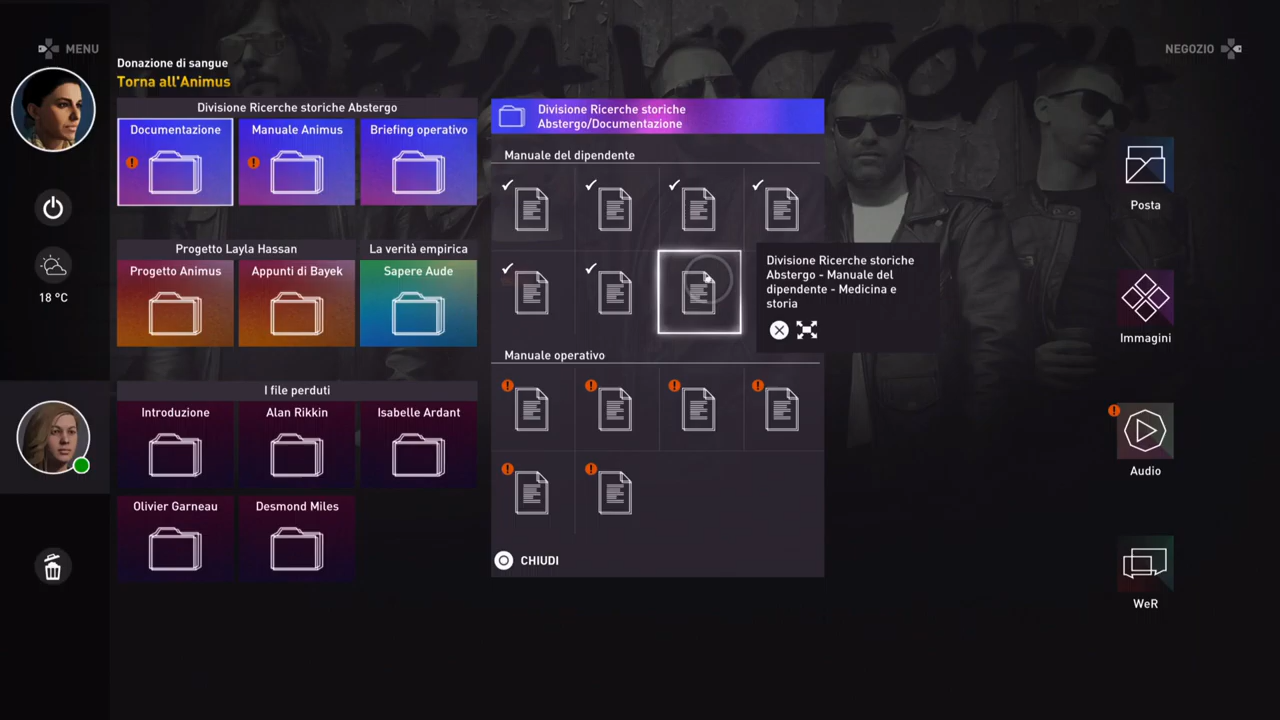 MENU
NEGOZIO
Donazione di sangue
Torna all'Animus
Divisione Ricerche storiche Abstergo
Documentazione
Manuale Animus
Briefing operativo
Progetto Layla Hassan
La verità empirica
Progetto Animus
Appunti di Bayek
Sapere Aude
18 °C
I file perduti
Introduzione
Alan Rikkin
Isabelle Ardant
Olivier Garneau
Desmond Miles
Divisione Ricerche storiche
Abstergo/Documentazione
Manuale del dipendente
Divisione Ricerche storiche
Abstergo - Manuale del
dipendente - Medicina e
storia
Manuale operativo
CHIUDI
Posta
Immagini
Audio
WeR